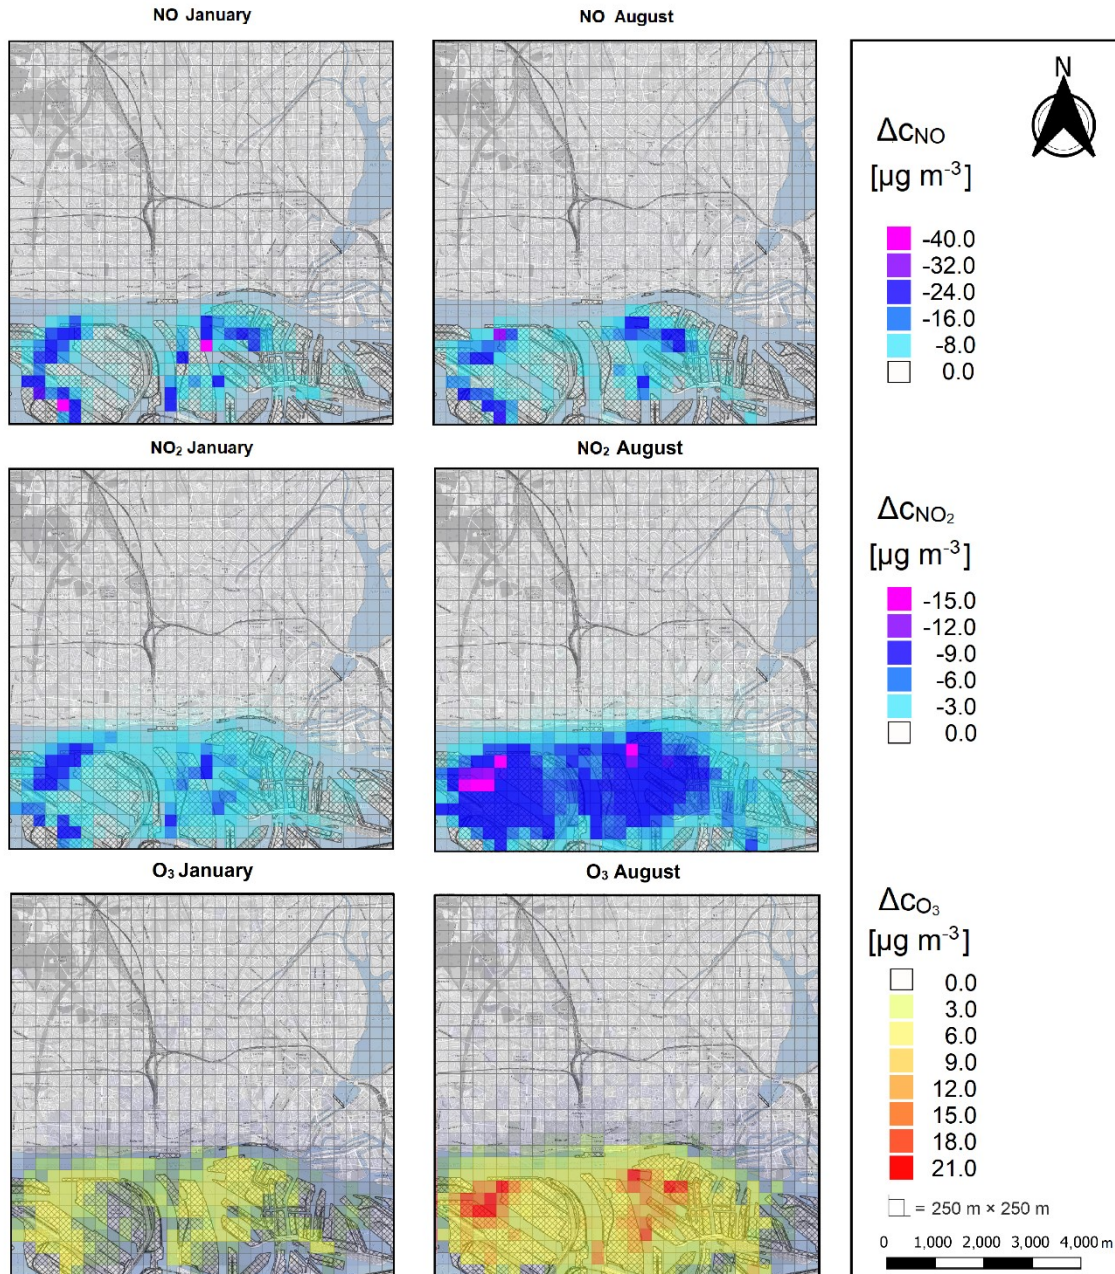 NO January
NO August
N
ΔcNO
[µg m⁻³]
-40.0
-32.0
-24.0
-16.0
-8.0
0.0
NO₂ January
NO₂ August
ΔcNO₂
[µg m⁻³]
-15.0
-12.0
-9.0
-6.0
-3.0
0.0
O₃ January
O₃ August
ΔcO₃
[µg m⁻³]
0.0
3.0
6.0
9.0
12.0
15.0
18.0
21.0
= 250 m × 250 m
0 1,000 2,000 3,000 4,000 m